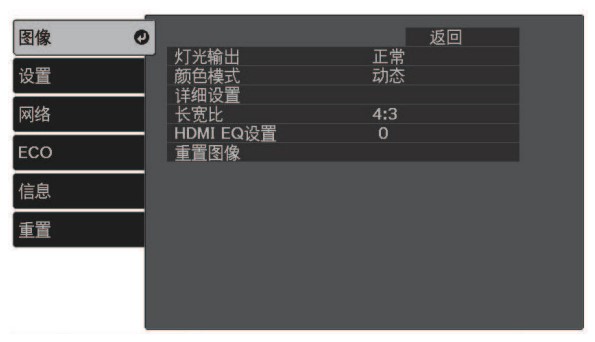 图像
设置
网络
ECO
信息
重置
返回
灯光输出 正常
颜色模式 动态
详细设置
长宽比 4:3
HDMI EQ设置 0
重置图像